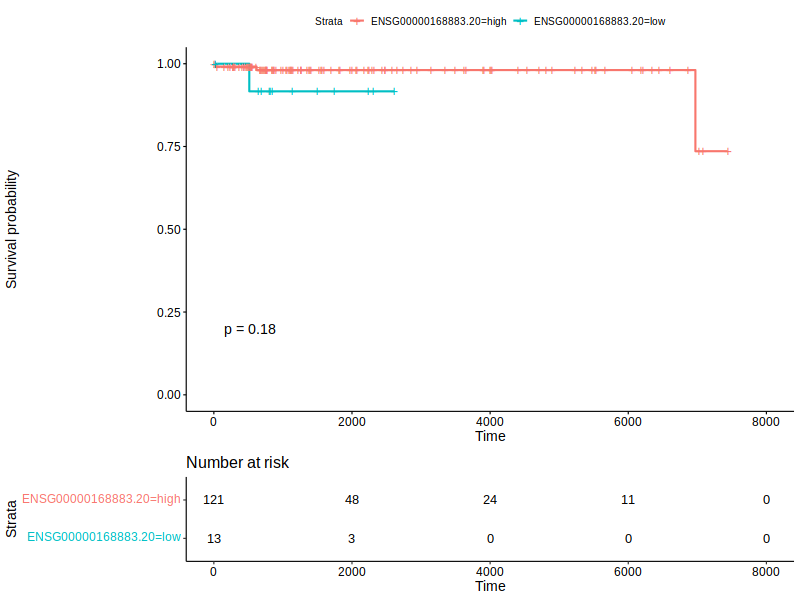 Strata ENSG00000168883.20=high ENSG00000168883.20=low
Survival probability
1.00
0.75
0.50
0.25
0.00
p = 0.18
0 2000 4000 6000 8000
Time
Number at risk
Strata
ENSG00000168883.20=high 121 48 24 11 0
ENSG00000168883.20=low 13 3 0 0 0
0 2000 4000 6000 8000
Time